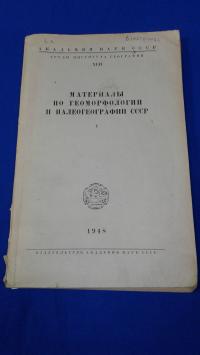 АКАДЕМИЯ НАУК СССР
ТРУДЫ ИНСТИТУТА ГЕОГРАФИИ
МАТЕРИАЛЫ
ПО ГЕОМОРФОЛОГИИ
И ПАЛЕОГЕОГРАФИИ СССР
1948
ИЗДАТЕЛЬСТВО АКАДЕМИИ НАУК СССР